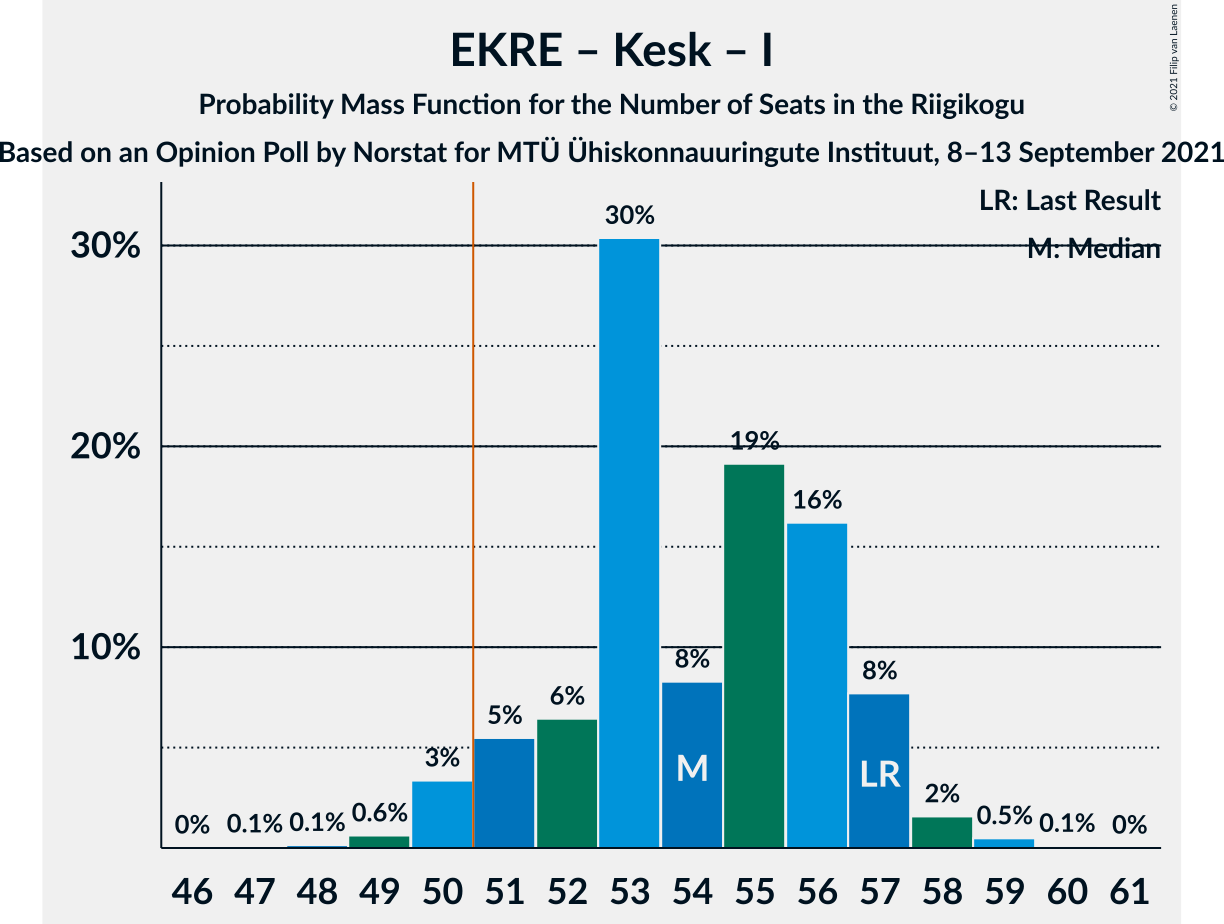 EKRE – Kesk – I
Probability Mass Function for the Number of Seats in the Riigikogu
Based on an Opinion Poll by Norstat for MTÜ Ühiskonnauuringute Instituut, 8–13 September 2021
© 2021 Filip van Laenen
LR: Last Result
M: Median
30%
20%
10%
0%
0.1%
0.1%
0.6%
3%
5%
6%
30%
8%
19%
16%
8%
2%
0.5%
0.1%
0%
M
LR
46 47 48 49 50 51 52 53 54 55 56 57 58 59 60 61